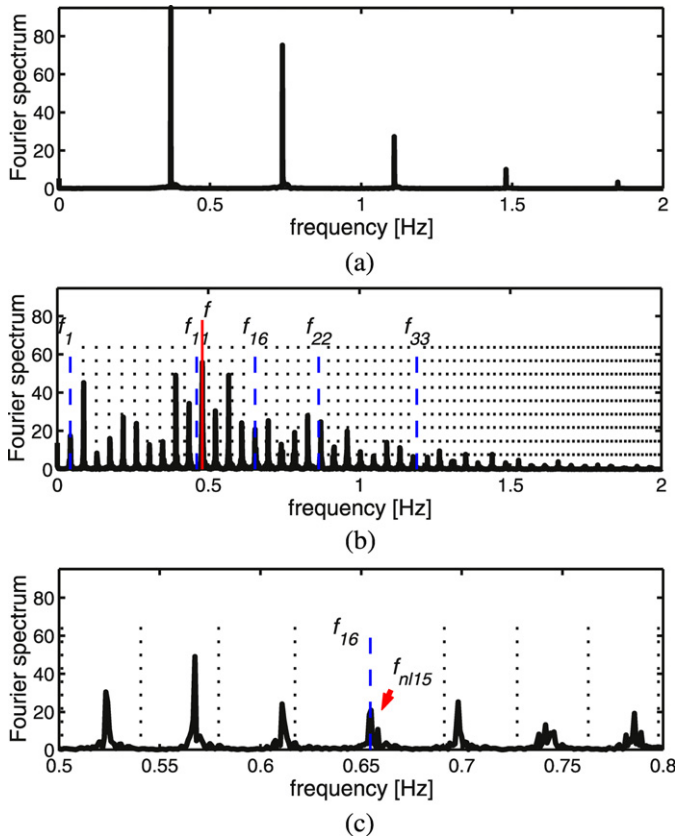 Fourier spectrum
80
60
40
20
0
0 0.5 1 1.5 2
frequency [Hz]
(a)
Fourier spectrum
80
60
40
20
0
f1 f11 f f16 f22 f33
0 0.5 1 1.5 2
frequency [Hz]
(b)
Fourier spectrum
80
60
40
20
0
f16
fnl15
0.5 0.55 0.6 0.65 0.7 0.75 0.8
frequency [Hz]
(c)